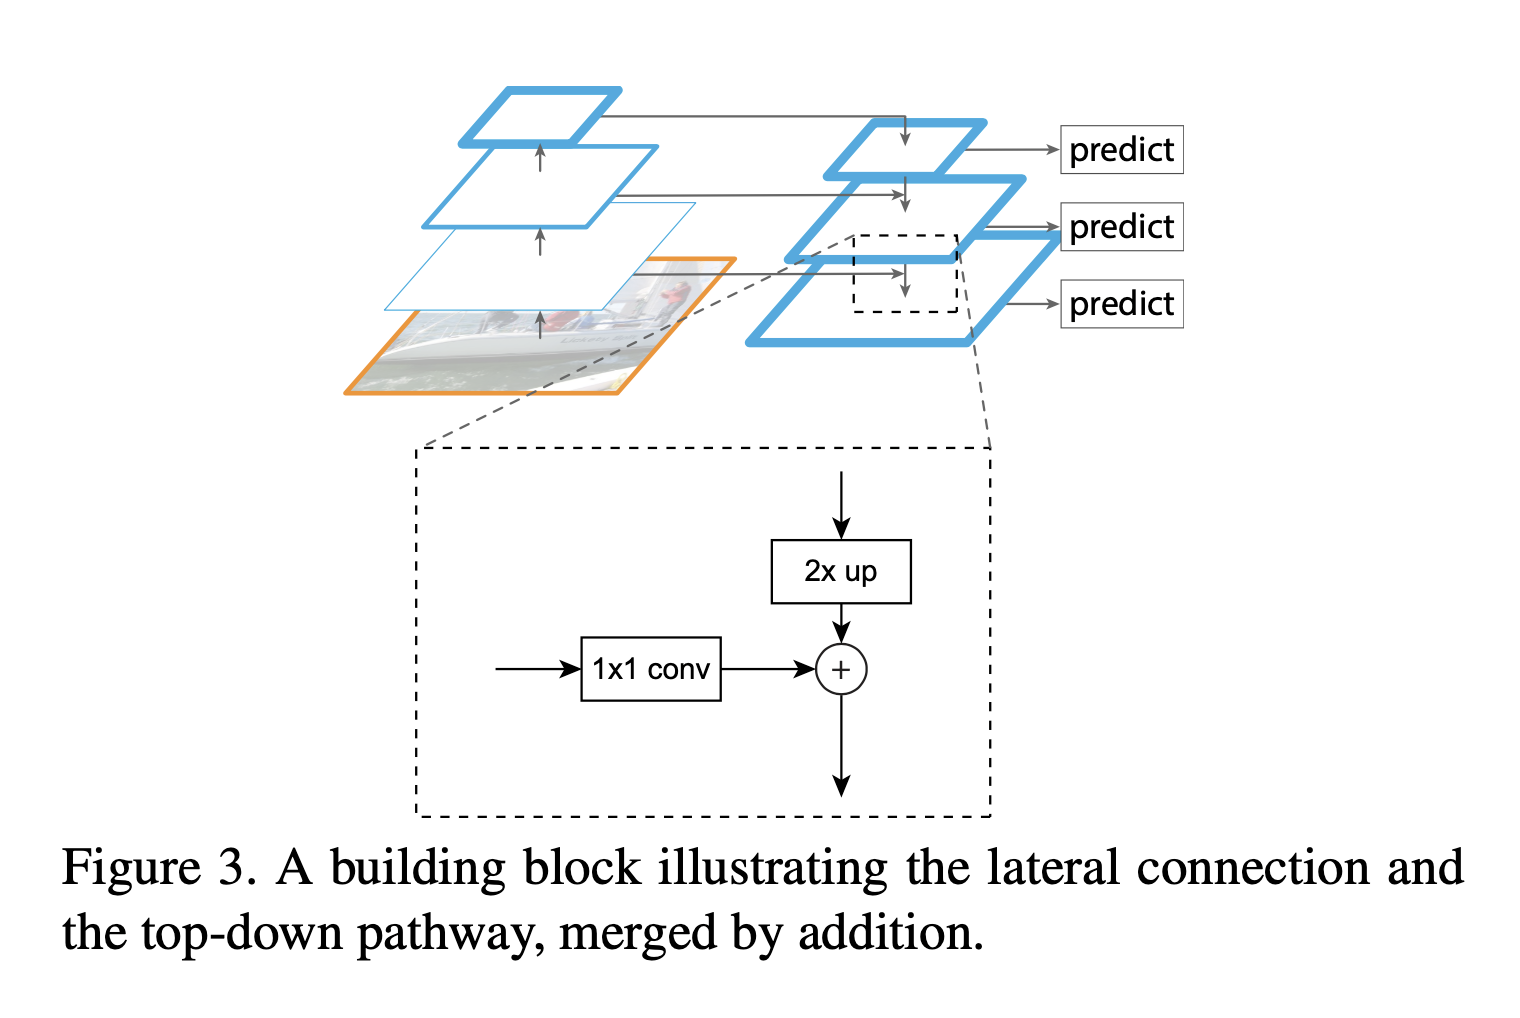 predict
predict
predict
2x up
1x1 conv
+
Figure 3. A building block illustrating the lateral connection and
the top-down pathway, merged by addition.